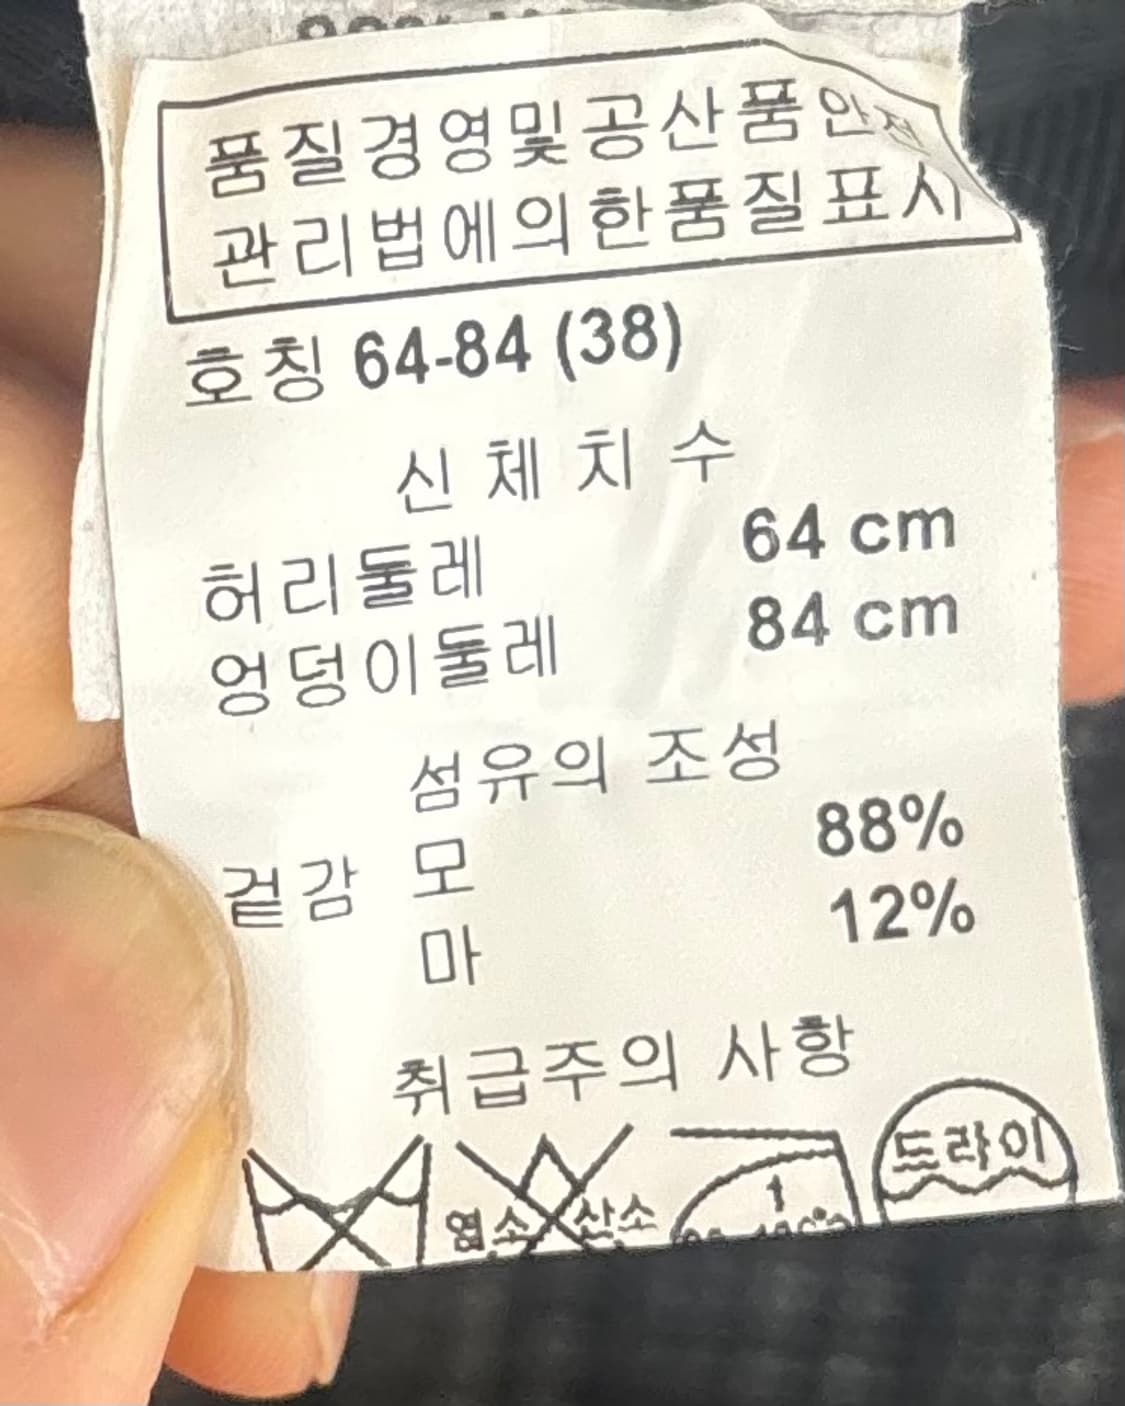 품질경영및공산품안전
관리법에의한품질표시
호칭 64-84 (38)
신체치수
허리둘레 64 cm
엉덩이둘레 84 cm
섬유의 조성
겉감 모 88%
마 12%
취급주의 사항
염소 산소
1
드라이